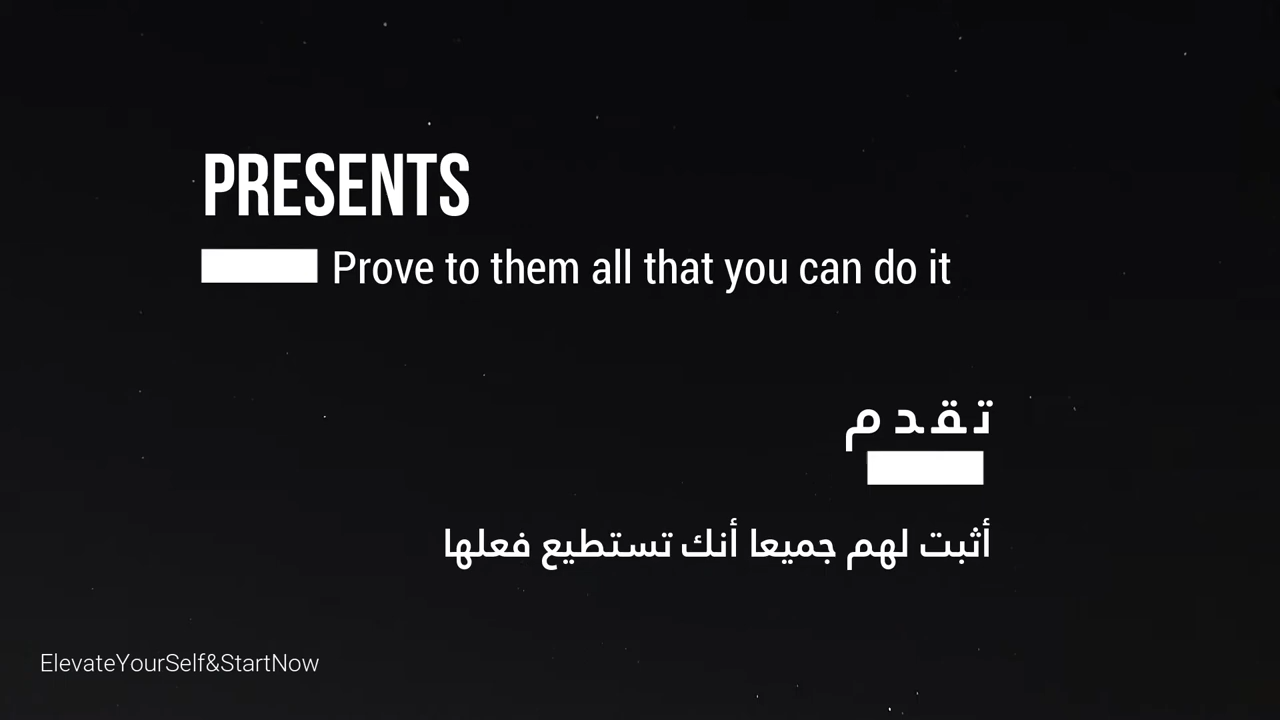 PRESENTS
Prove to them all that you can do it
تقدم
أثبت لهم جميعا أنك تستطيع فعلها
ElevateYourSelf&StartNow